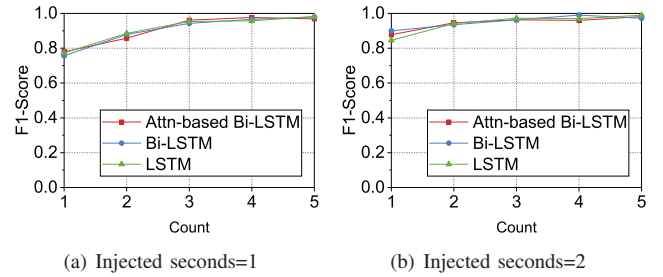 1.0
0.8
0.6
0.4
0.2
0.0
F1-Score
Attn-based Bi-LSTM
Bi-LSTM
LSTM
1 2 3 4 5
Count
(a) Injected seconds=1
1.0
0.8
0.6
0.4
0.2
0.0
F1-Score
Attn-based Bi-LSTM
Bi-LSTM
LSTM
1 2 3 4 5
Count
(b) Injected seconds=2